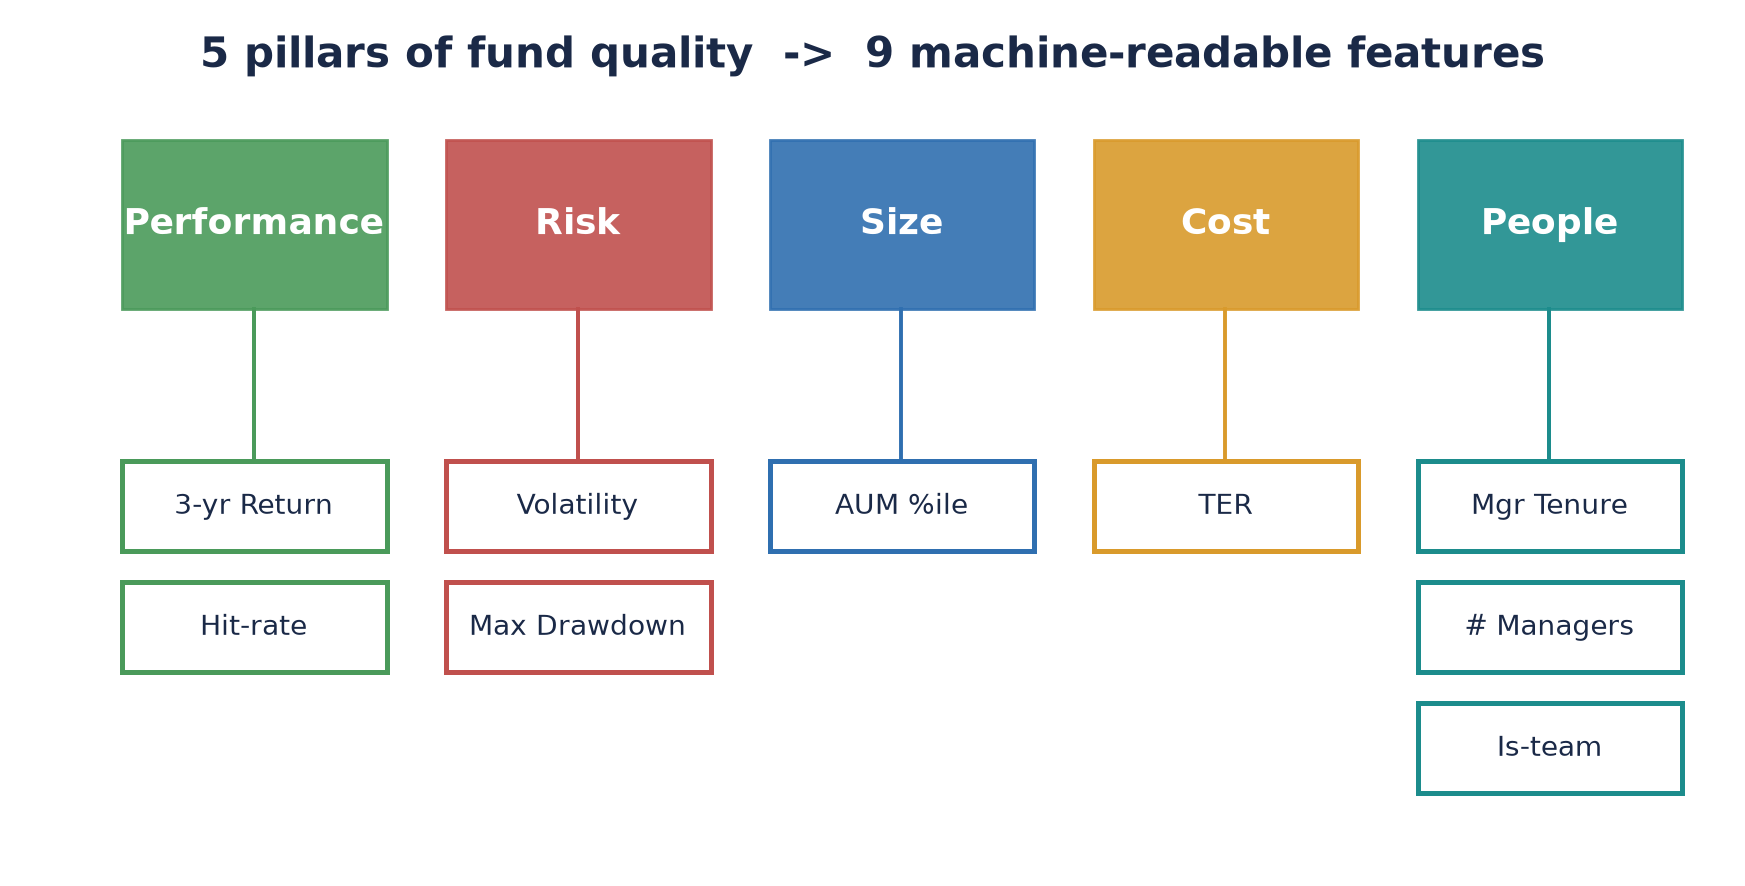 5 pillars of fund quality -> 9 machine-readable features
Performance
Risk
Size
Cost
People
3-yr Return
Volatility
AUM %ile
TER
Mgr Tenure
Hit-rate
Max Drawdown
# Managers
Is-team